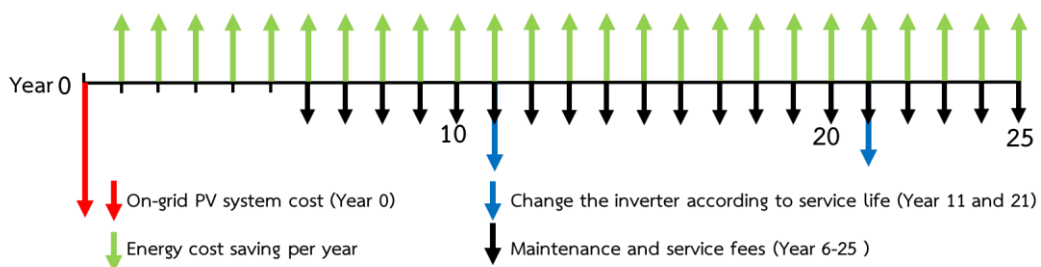 Year 0
10
20
25
On-grid PV system cost (Year 0)
Change the inverter according to service life (Year 11 and 21)
Energy cost saving per year
Maintenance and service fees (Year 6-25 )